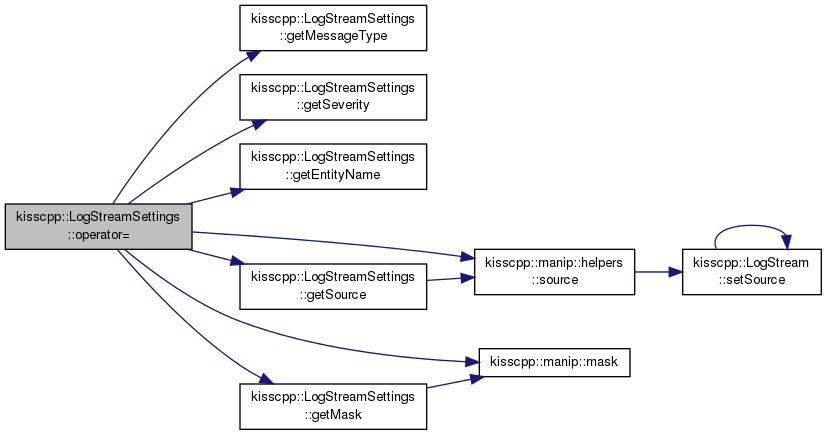 kisscpp::LogStreamSettings
::getMessageType
kisscpp::LogStreamSettings
::getSeverity
kisscpp::LogStreamSettings
::getEntityName
kisscpp::LogStreamSettings
::operator=
kisscpp::manip::helpers
::source
kisscpp::LogStream
::setSource
kisscpp::LogStreamSettings
::getSource
kisscpp::manip::mask
kisscpp::LogStreamSettings
::getMask